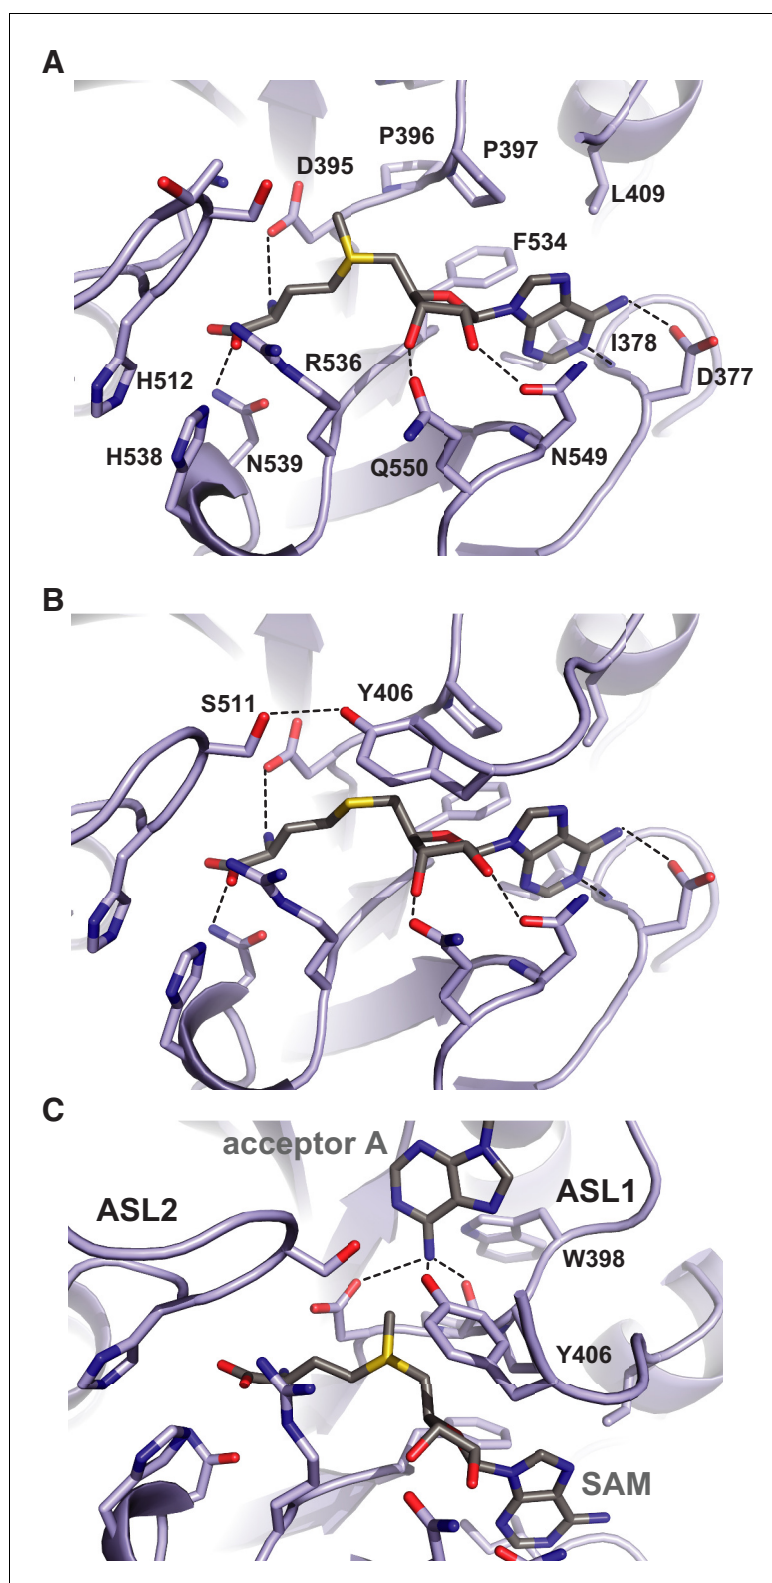 A
P396
P397
D395
L409
F534
I378
R536
H512
D377
H538
N539
Q550
N549
B
S511
Y406
C
acceptor A
ASL2
ASL1
W398
Y406
SAM